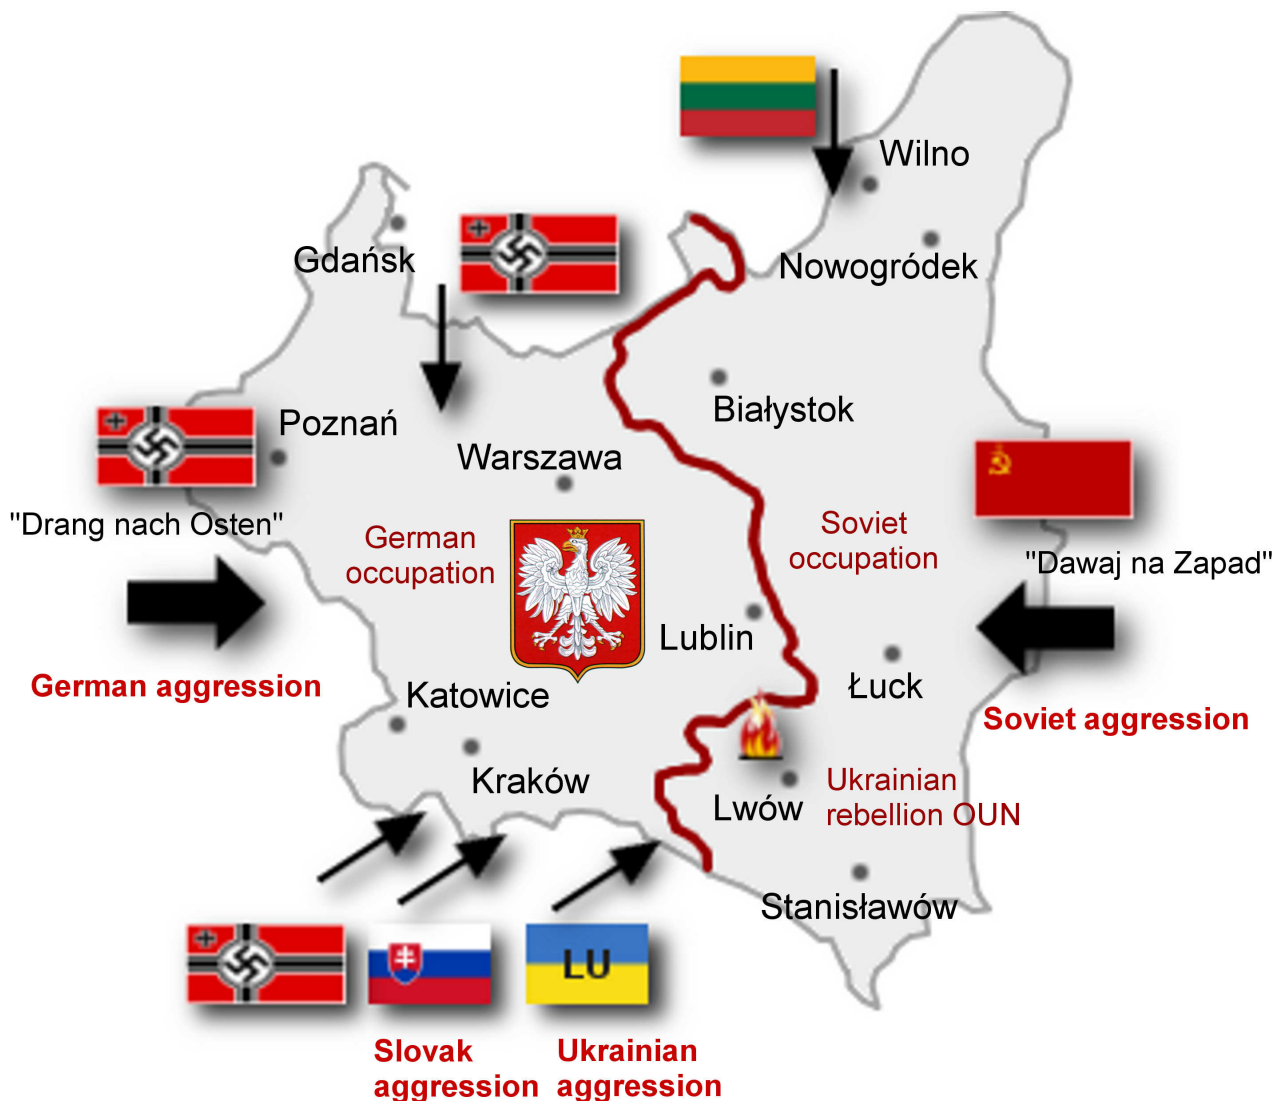 Wilno
Gdańsk
Nowogródek
Poznań
Białystok
Warszawa
"Drang nach Osten"
German
occupation
Soviet
occupation
"Dawaj na Zapad"
Lublin
German aggression
Katowice
Łuck
Soviet aggression
Kraków
Lwów
Ukrainian
rebellion OUN
Stanisławów
LU
Slovak
aggression
Ukrainian
aggression